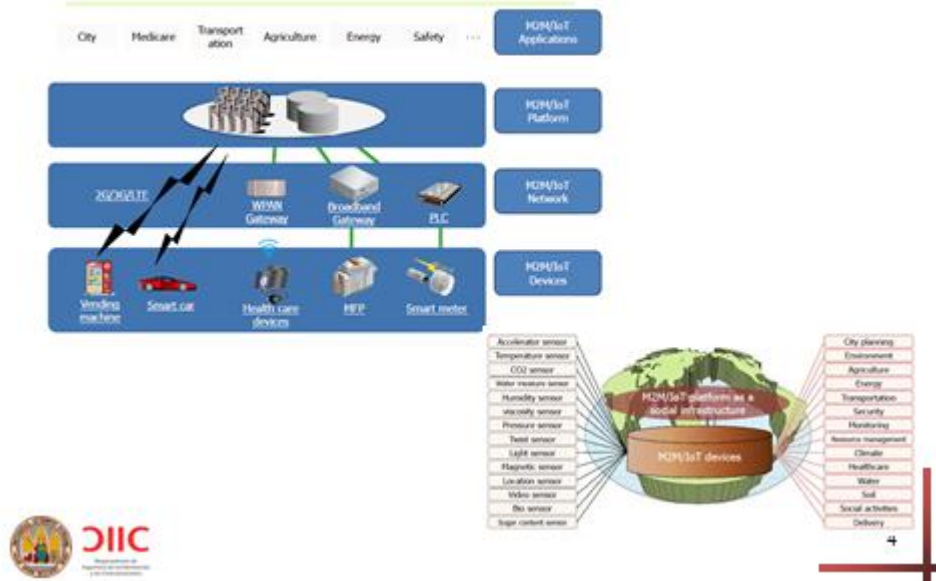 City Medicare Transport Agriculture Energy Safety ...
ation
M2M/IoT
Applications
M2M/IoT
Platform
2G/3G/LTE
WPAN
Gateway
Broadband
Gateway
PLC
M2M/IoT
Network
Vending
machine
Smart car
Health care
devices
MFP
Smart meter
M2M/IoT
Devices
Accelerator sensor
Temperature sensor
CO2 sensor
Water measure sensor
Humidity sensor
viscosity sensor
Pressure sensor
Twist sensor
Light sensor
Magnetic sensor
Location sensor
Video sensor
Bio sensor
Sugar content sensor
M2M/IoT platform as a
social infrastructure
M2M/IoT devices
City planning
Environment
Agriculture
Energy
Transportation
Security
Monitoring
Resource management
Climate
Healthcare
Water
Soil
Social activities
Delivery
DIIC
4